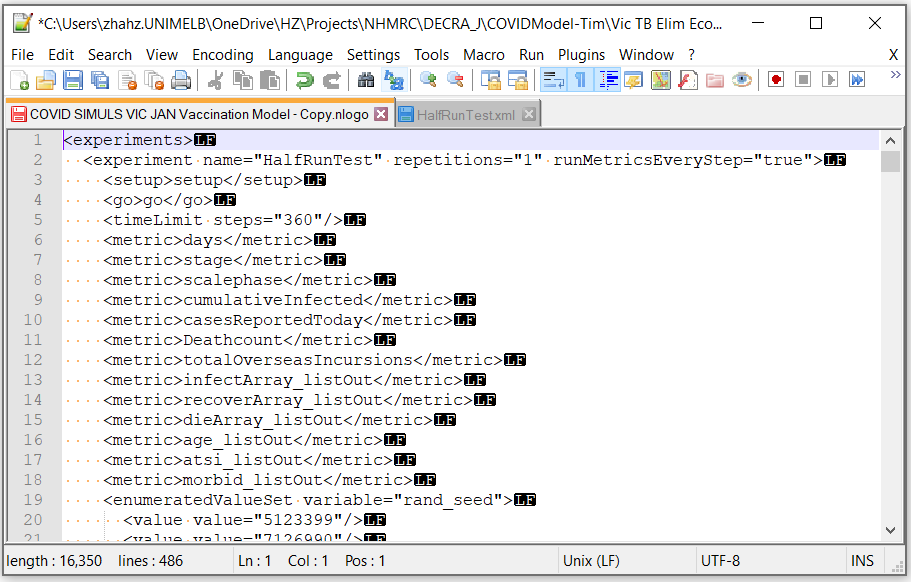 *C:\Users\zhahz.UNIMELB\OneDrive\HZ\Projects\NHMRC\DECRA_J\COVIDModel-Tim\Vic TB Elim Eco...
File Edit Search View Encoding Language Settings Tools Macro Run Plugins Window ? X
COVID SIMULS VIC JAN Vaccination Model - Copy.nlogo HalfRunTest.xml
1 <experiments>LF
2 <experiment name="HalfRunTest" repetitions="1" runMetricsEveryStep="true">LF
3 <setup>setup</setup>LF
4 <go>go</go>LF
5 <timeLimit steps="360"/>LF
6 <metric>days</metric>LF
7 <metric>stage</metric>LF
8 <metric>scalephase</metric>LF
9 <metric>cumulativeInfected</metric>LF
10 <metric>casesReportedToday</metric>LF
11 <metric>Deathcount</metric>LF
12 <metric>totalOverseasIncursions</metric>LF
13 <metric>infectArray_listOut</metric>LF
14 <metric>recoverArray_listOut</metric>LF
15 <metric>dieArray_listOut</metric>LF
16 <metric>age_listOut</metric>LF
17 <metric>atsi_listOut</metric>LF
18 <metric>morbid_listOut</metric>LF
19 <enumeratedValueSet variable="rand_seed">LF
20 <value value="5123399"/>LF
21 <value value="7126990"/>LF
length : 16,350 lines : 486 Ln : 1 Col : 1 Pos : 1 Unix (LF) UTF-8 INS